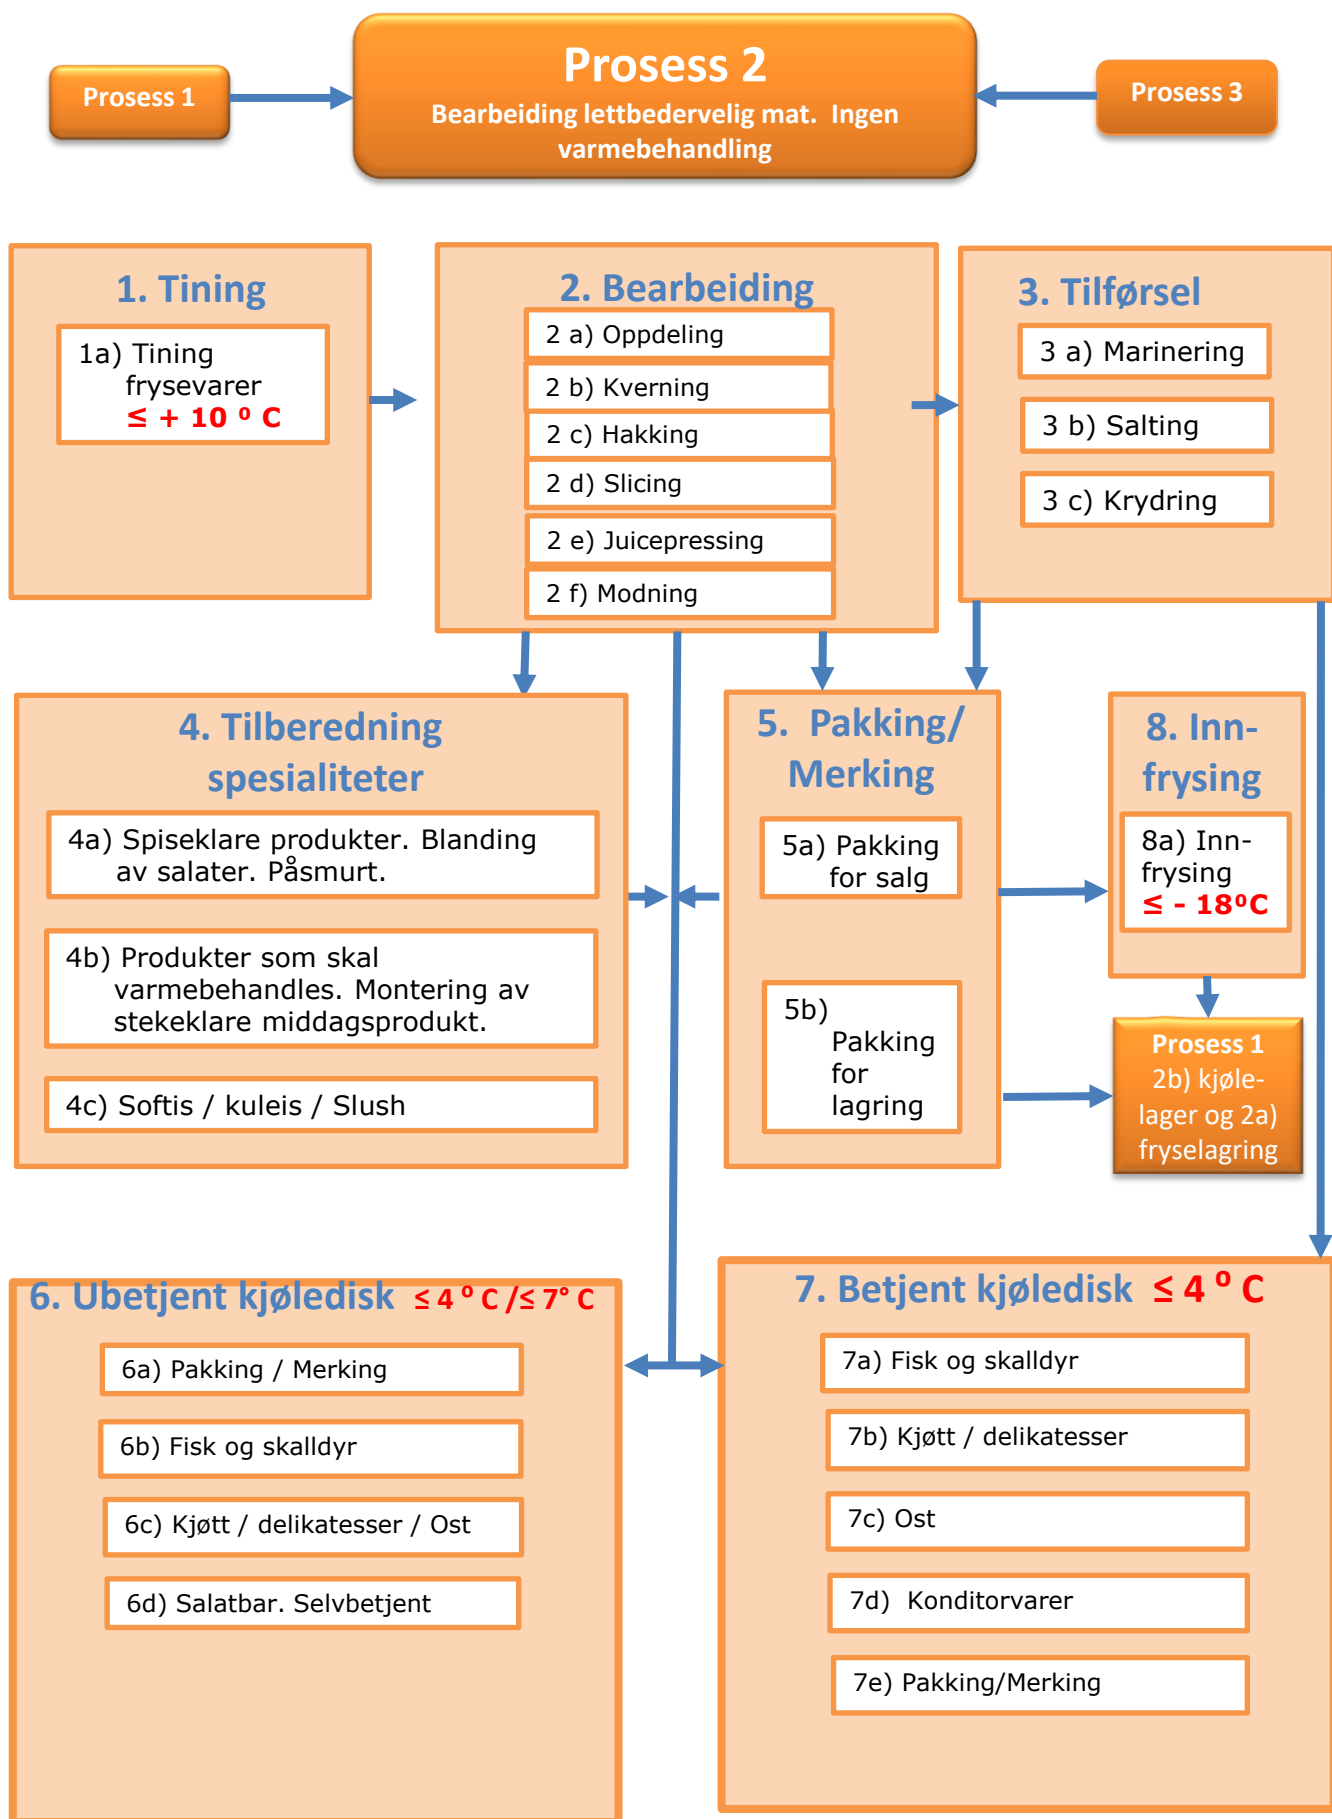 Prosess 1
Prosess 2
Bearbeiding lettbedervelig mat.  Ingen
varmebehandling
Prosess 3
1. Tining
1a) Tining
frysevarer
≤ + 10 ⁰ C
2. Bearbeiding
2 a) Oppdeling
2 b) Kverning
2 c) Hakking
2 d) Slicing
2 e) Juicepressing
2 f) Modning
3. Tilførsel
3 a) Marinering
3 b) Salting
3 c) Krydring
4. Tilberedning
spesialiteter
4a) Spiseklare produkter. Blanding
av salater. Påsmurt.
4b) Produkter som skal
varmebehandles. Montering av
stekeklare middagsprodukt.
4c) Softis / kuleis / Slush
5.  Pakking/
Merking
5a) Pakking
for salg
5b)
Pakking
for
lagring
8. Inn-
frysing
8a) Inn-
frysing
≤ - 18⁰C
Prosess 1
2b) kjøle-
lager og 2a)
fryselagring
6. Ubetjent kjøledisk ≤ 4 ⁰ C /≤ 7° C
6a) Pakking / Merking
6b) Fisk og skalldyr
6c) Kjøtt / delikatesser / Ost
6d) Salatbar. Selvbetjent
7. Betjent kjøledisk ≤ 4 ⁰ C
7a) Fisk og skalldyr
7b) Kjøtt / delikatesser
7c) Ost
7d)  Konditorvarer
7e) Pakking/Merking